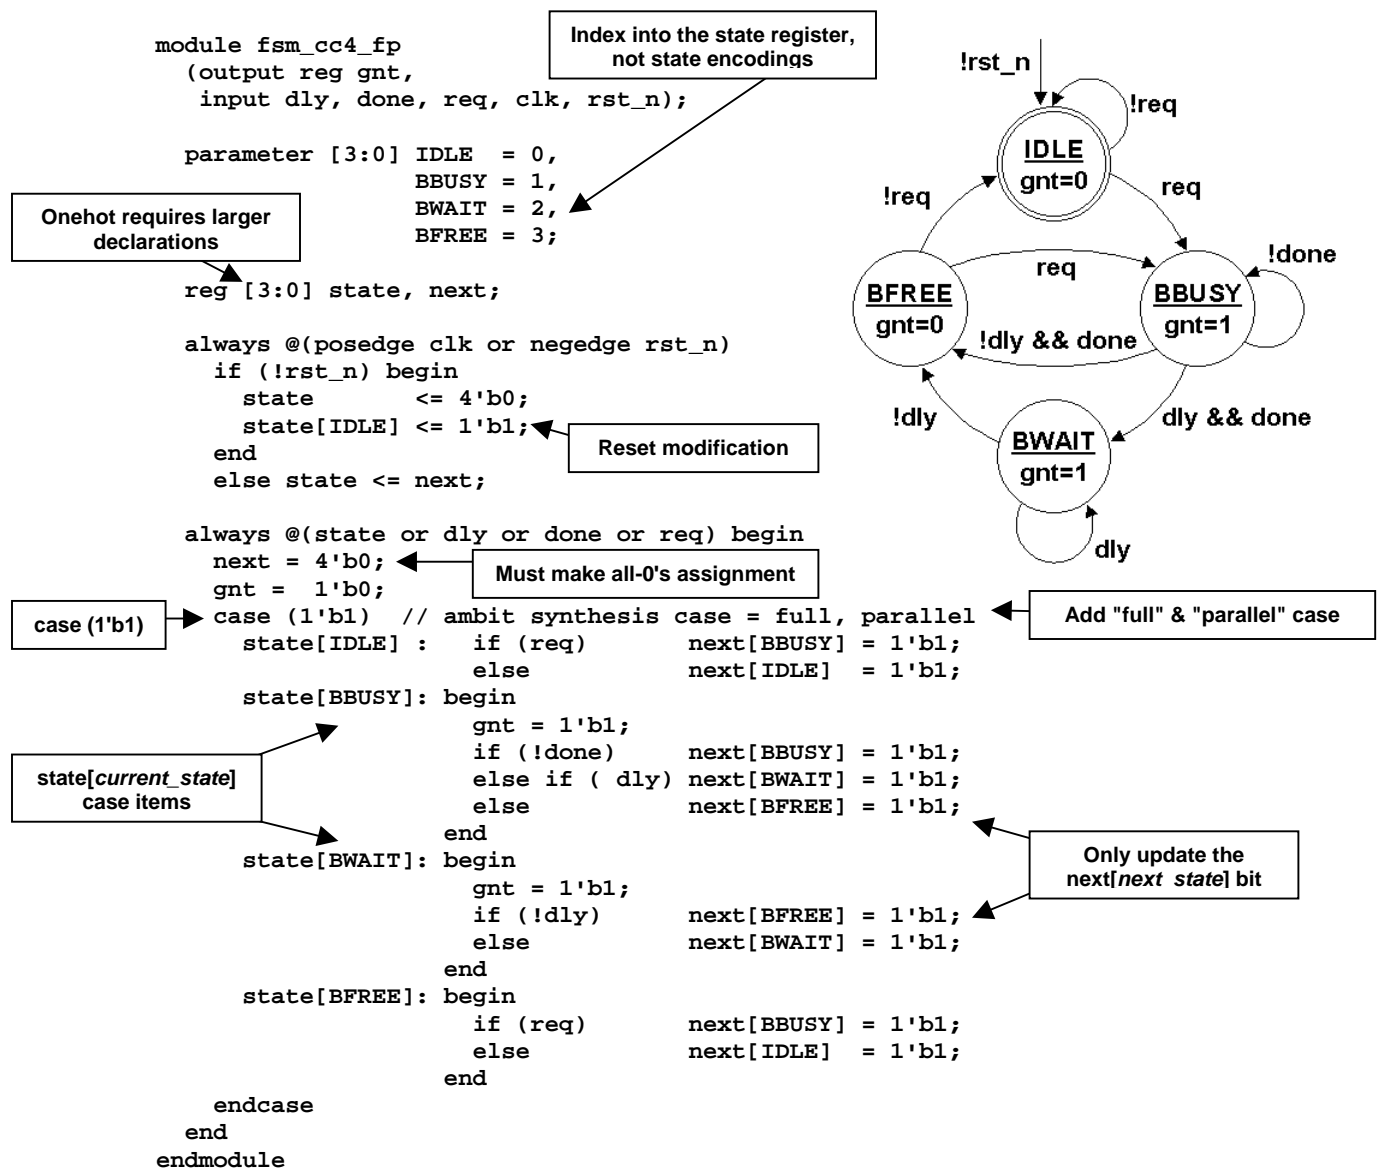 module fsm_cc4_fp
(output reg gnt,
input dly, done, req, clk, rst_n);
Index into the state register,
not state encodings
parameter [3:0] IDLE = 0,
BBUSY = 1,
BWAIT = 2,
BFREE = 3;
Onehot requires larger
declarations
reg [3:0] state, next;
always @(posedge clk or negedge rst_n)
if (!rst_n) begin
state <= 4'b0;
state[IDLE] <= 1'b1;
Reset modification
end
else state <= next;
always @(state or dly or done or req) begin
next = 4'b0;
Must make all-0's assignment
gnt = 1'b0;
case (1'b1)
case (1'b1) // ambit synthesis case = full, parallel
Add "full" & "parallel" case
state[IDLE] : if (req) next[BBUSY] = 1'b1;
else next[IDLE] = 1'b1;
state[BBUSY]: begin
gnt = 1'b1;
if (!done) next[BBUSY] = 1'b1;
else if ( dly) next[BWAIT] = 1'b1;
else next[BFREE] = 1'b1;
end
state[current_state]
case items
state[BWAIT]: begin
gnt = 1'b1;
if (!dly) next[BFREE] = 1'b1;
else next[BWAIT] = 1'b1;
end
Only update the
next[next_state] bit
state[BFREE]: begin
if (req) next[BBUSY] = 1'b1;
else next[IDLE] = 1'b1;
end
endcase
end
endmodule
!rst_n
!req
IDLE
gnt=0
!req
req
req
!done
BFREE
gnt=0
BBUSY
gnt=1
!dly && done
!dly
dly && done
BWAIT
gnt=1
dly